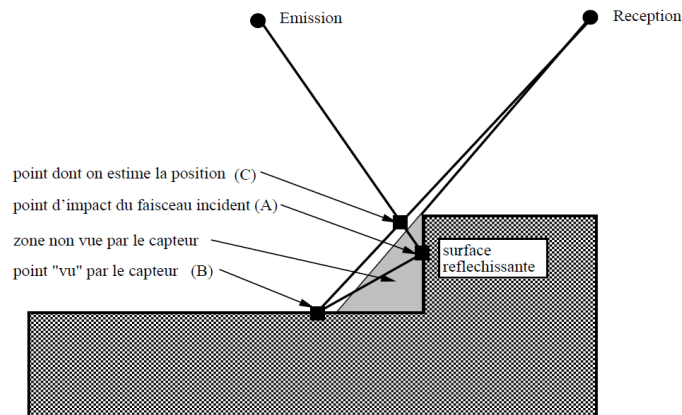 Emission
Reception
point dont on estime la position (C)
point d'impact du faisceau incident (A)
zone non vue par le capteur
point "vu" par le capteur (B)
surface
reflechissante